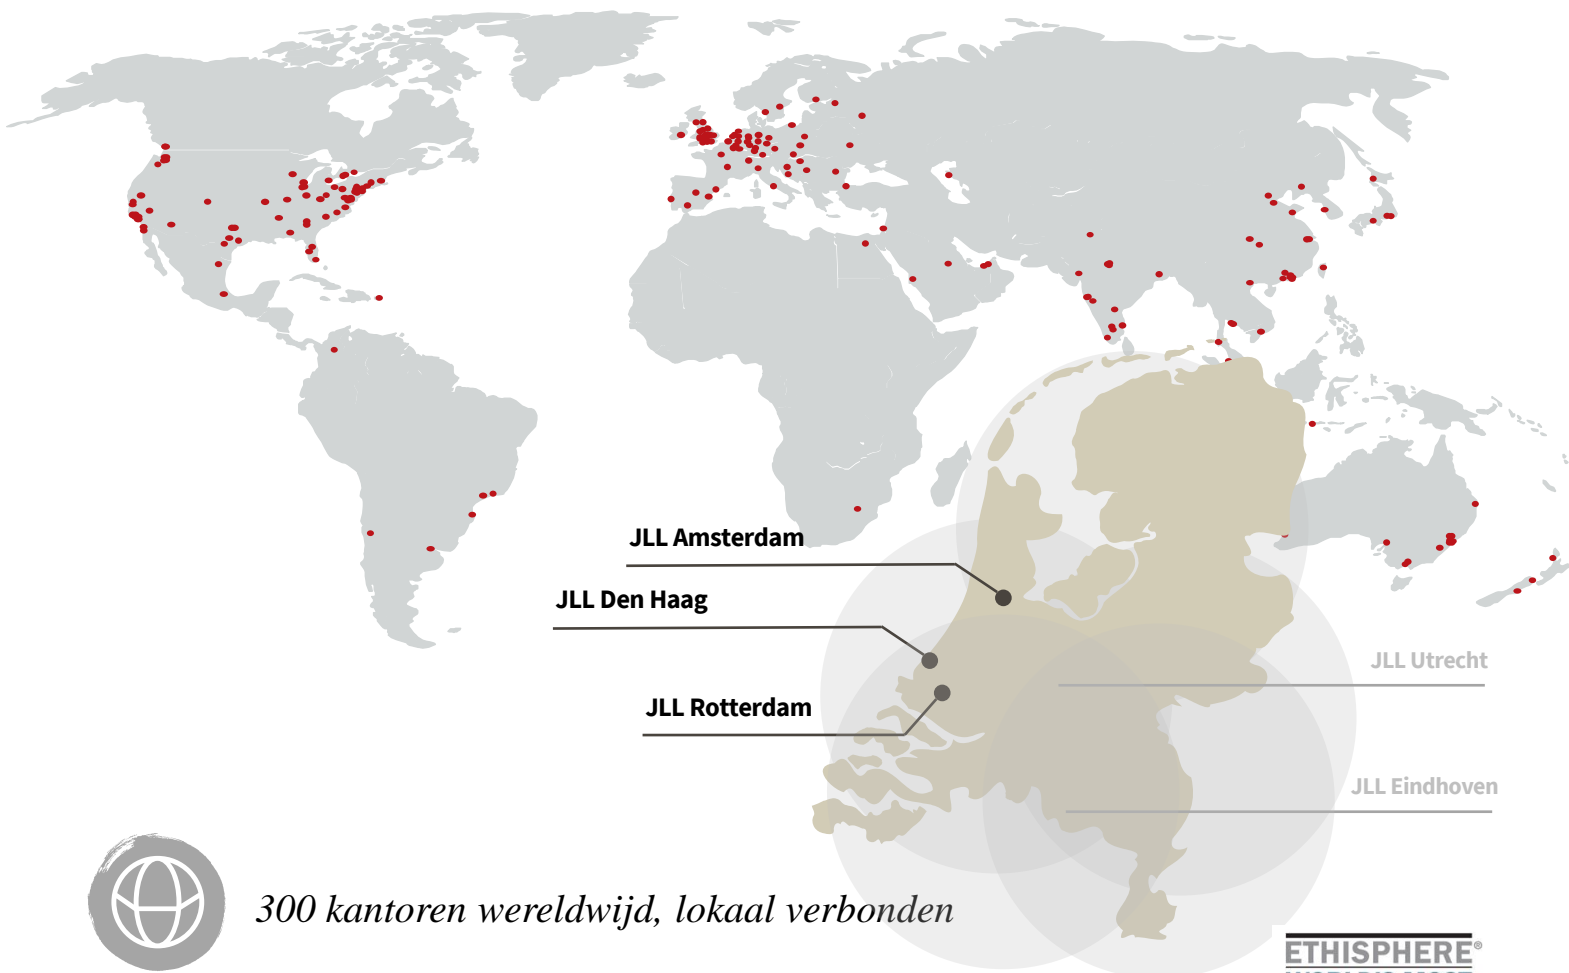 JLL Amsterdam
JLL Den Haag
JLL Utrecht
JLL Rotterdam
JLL Eindhoven
300 kantoren wereldwijd, lokaal verbonden
ETHISPHERE®